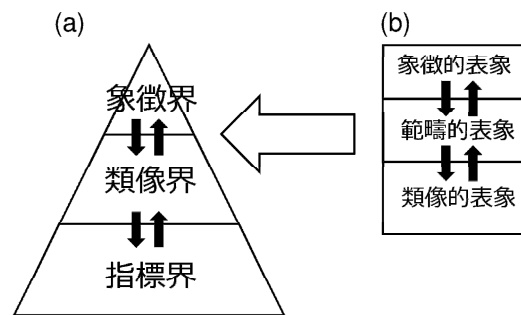 (a)
象徴界
類像界
指標界
(b)
象徴的表象
範疇的表象
類像的表象